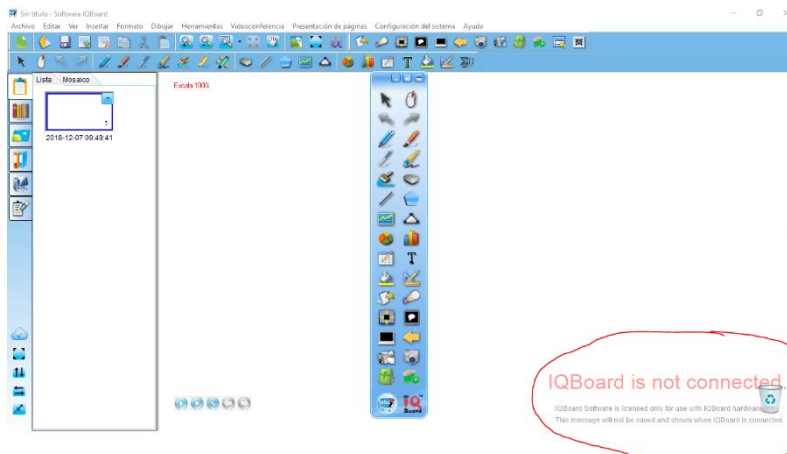 Sin título - Software IQBoard
Archivo Editar Ver Insertar Formato Dibujar Herramientas Videoconferencia Presentación de páginas Configuración del sistema Ayuda
Lista Mosaico
Escala 100%
1
2018-12-07 09:49:41
IQBoard is not connected.
IQBoard Software is licensed only for use with IQBoard hardware
This message will not be saved and shown when IQBoard is connected.
IQ
Board